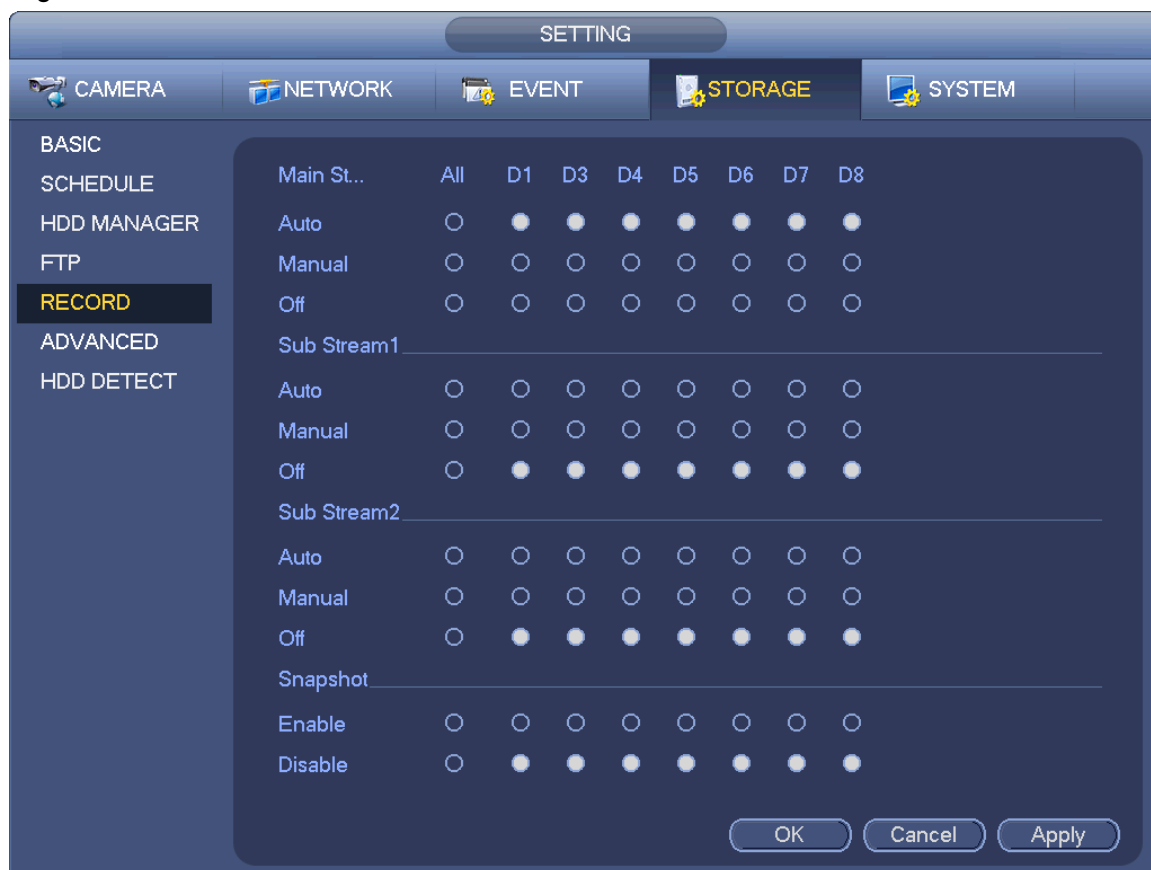 SETTING
CAMERA NETWORK EVENT STORAGE SYSTEM
BASIC
SCHEDULE
HDD MANAGER
FTP
RECORD
ADVANCED
HDD DETECT
Main St... All D1 D3 D4 D5 D6 D7 D8
Auto
Manual
Off
Sub Stream1
Auto
Manual
Off
Sub Stream2
Auto
Manual
Off
Snapshot
Enable
Disable
OK Cancel Apply